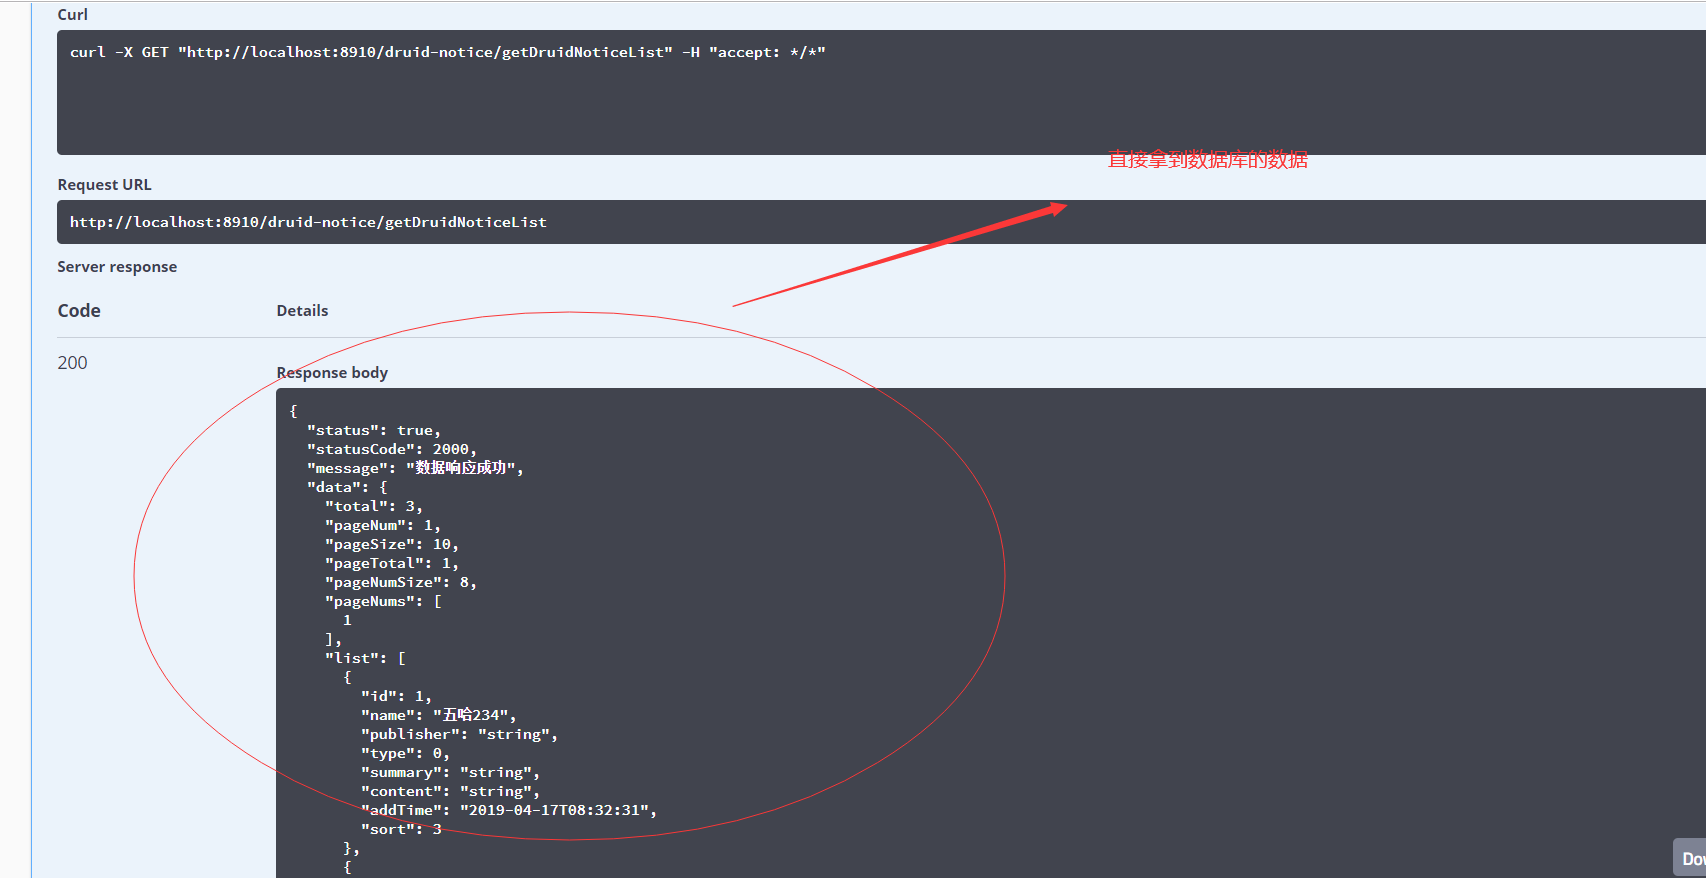 Curl
curl -X GET "http://localhost:8910/druid-notice/getDruidNoticeList" -H "accept: */*"
直接拿到数据库的数据
Request URL
http://localhost:8910/druid-notice/getDruidNoticeList
Server response
Code Details
200
Response body
{
"status": true,
"statusCode": 2000,
"message": "数据响应成功",
"data": {
"total": 3,
"pageNum": 1,
"pageSize": 10,
"pageTotal": 1,
"pageNumSize": 8,
"pageNums": [
1
],
"list": [
{
"id": 1,
"name": "五哈234",
"publisher": "string",
"type": 0,
"summary": "string",
"content": "string",
"addTime": "2019-04-17T08:32:31",
"sort": 3
},
{